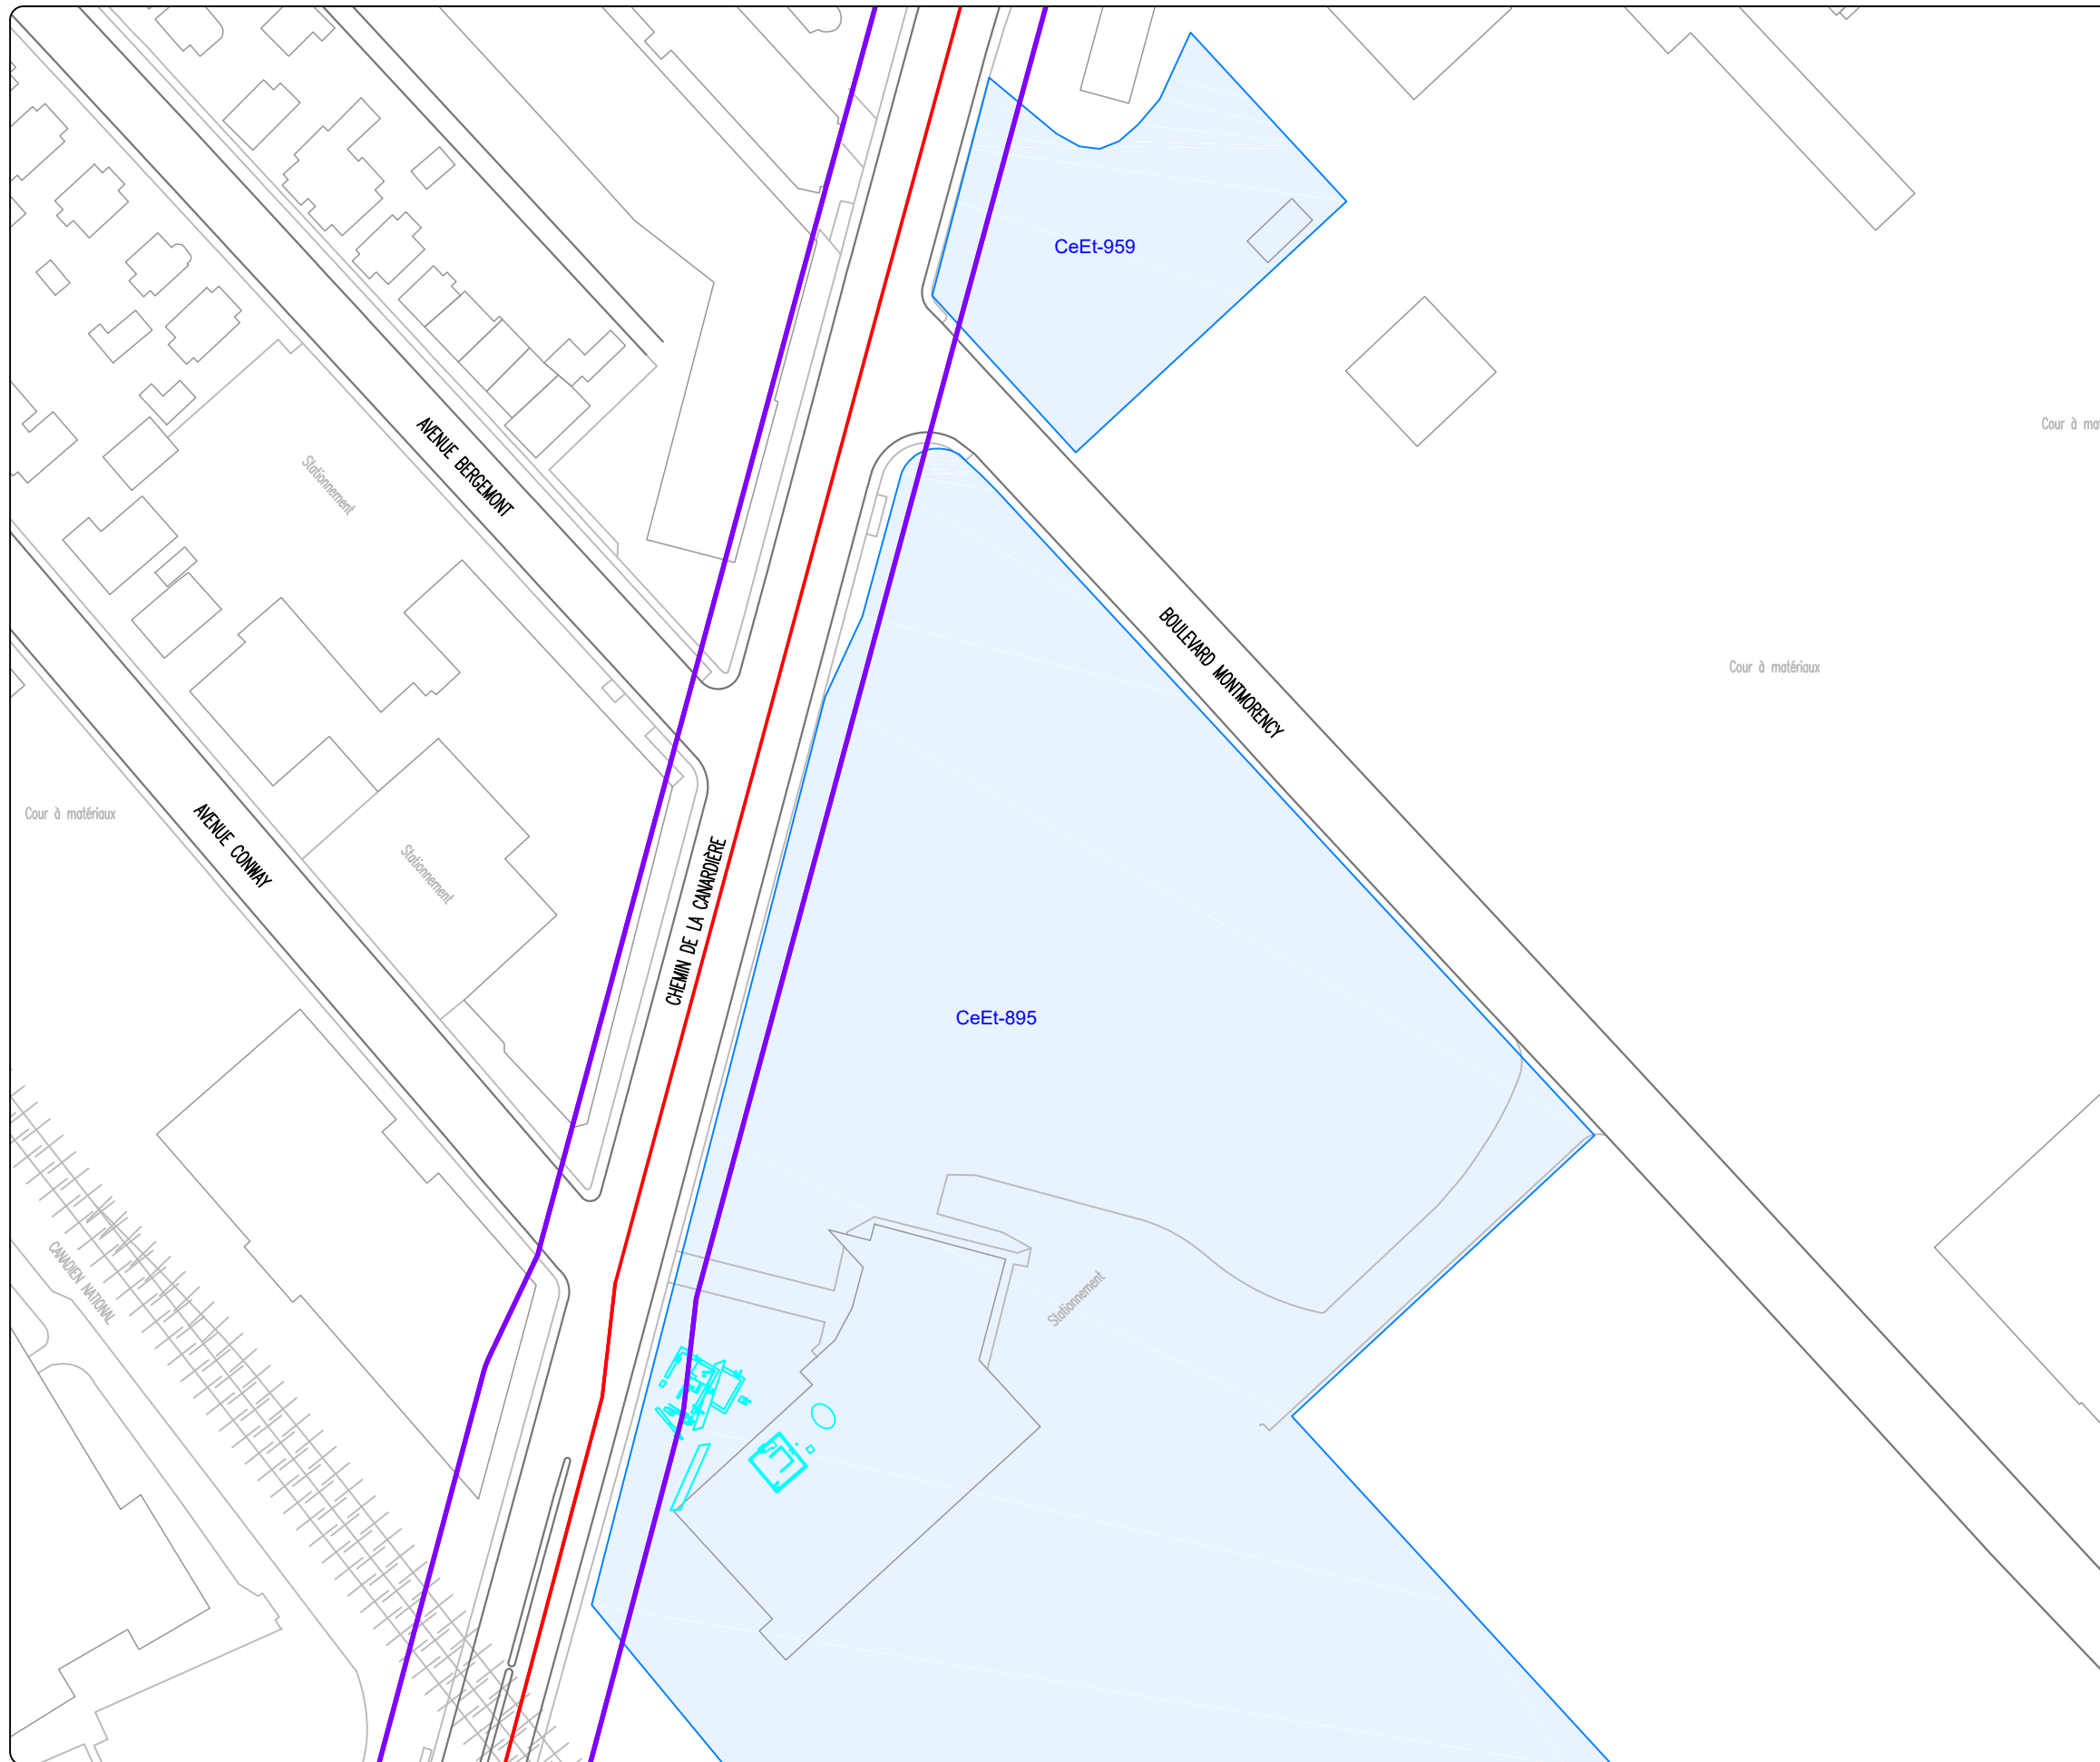 CeEt-959
Cour à ma
AVENUE BERGEMONT
Stationnement
BOULEVARD MONTMORENCY
Cour à matériaux
Cour à matériaux
AVENUE CONWAY
Stationnement
CHEMIN DE LA CANARDIÈRE
CeEt-895
CANADIEN NATIONAL
Stationnement